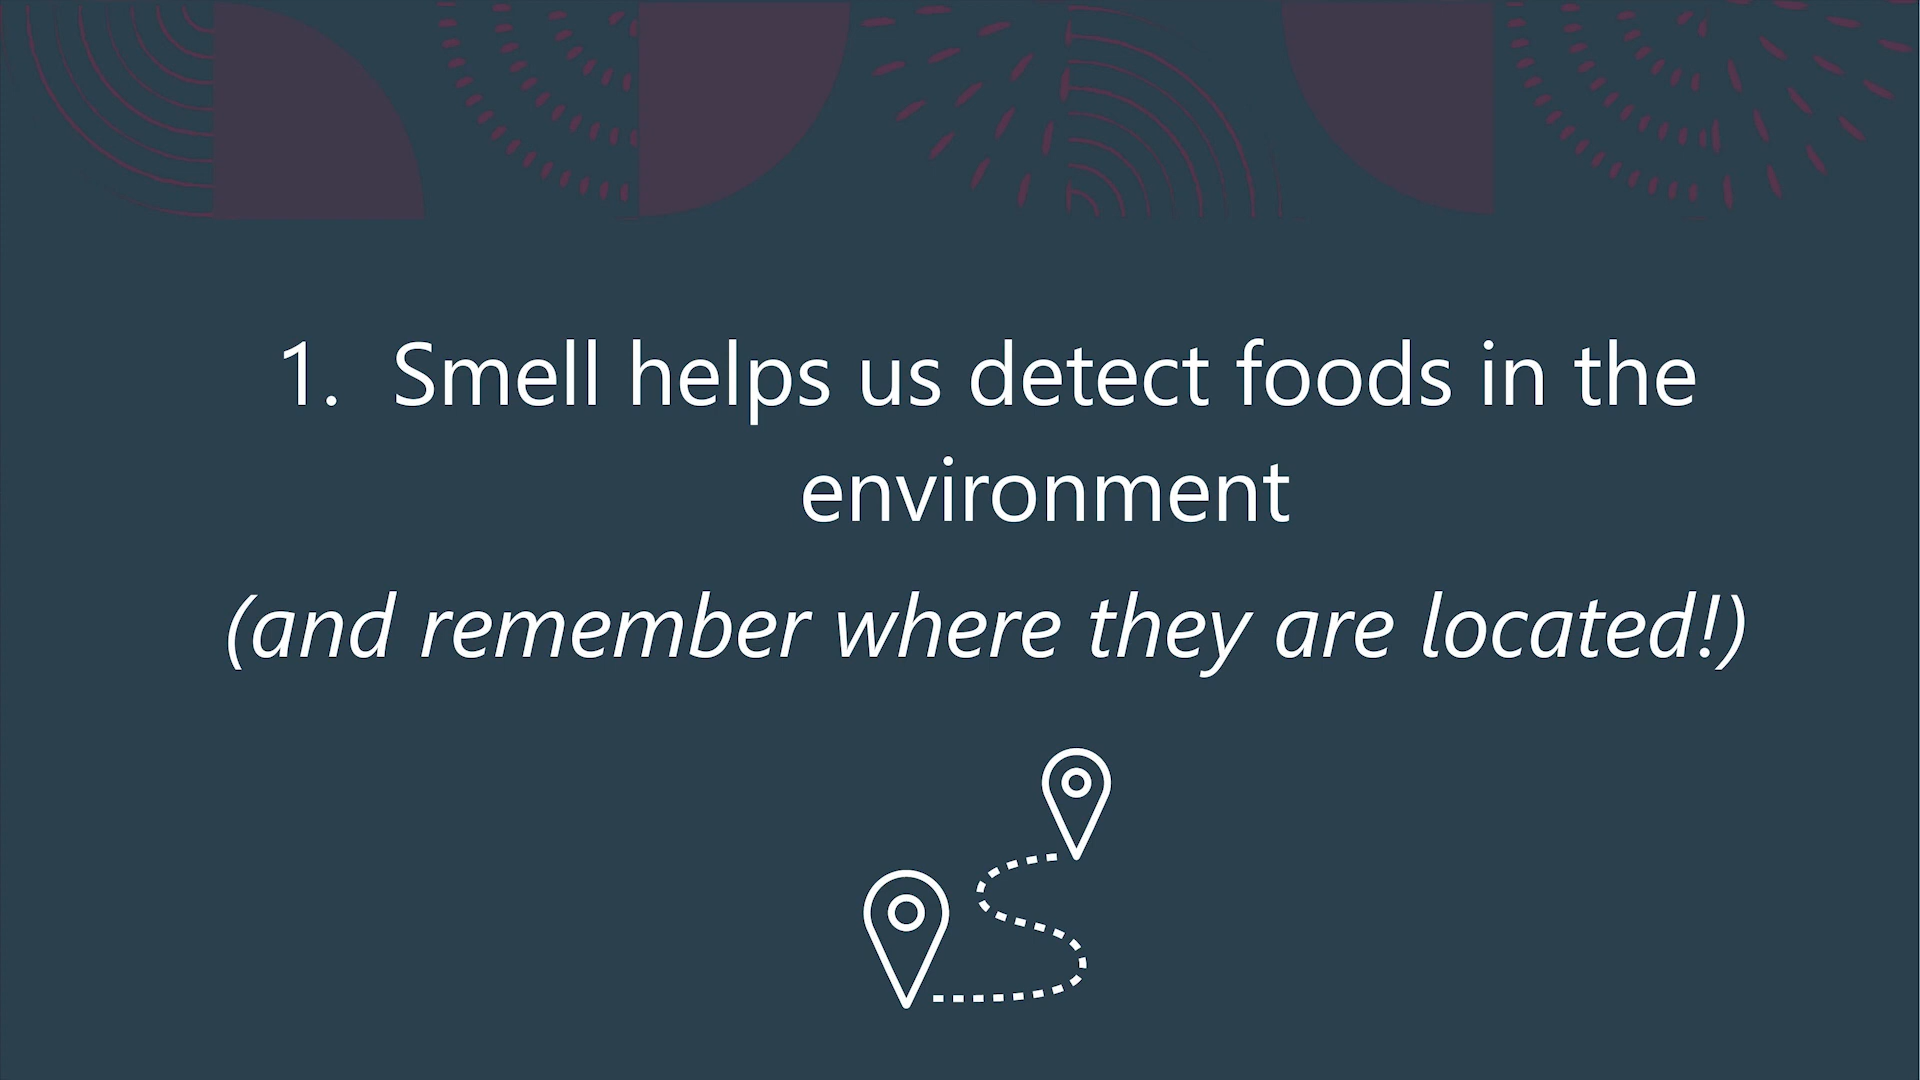 1. Smell helps us detect foods in the
environment
(and remember where they are located!)